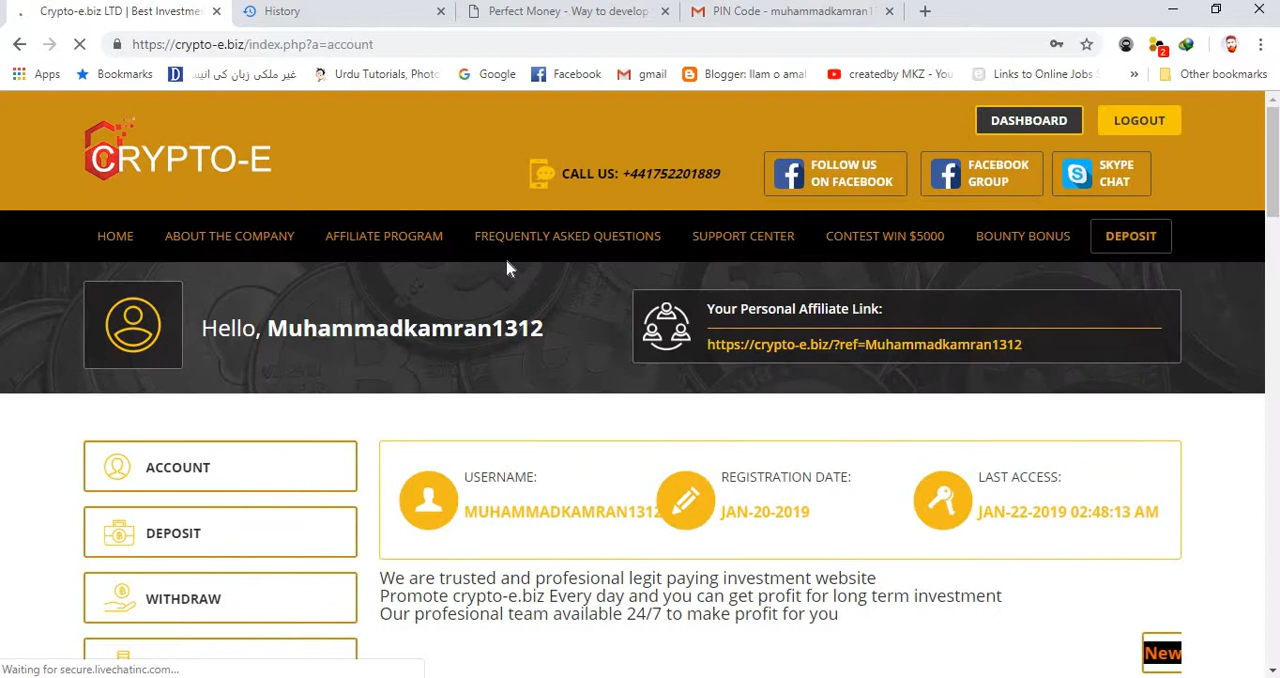 Crypto-e.biz LTD | Best Investme
History
Perfect Money - Way to develop
PIN Code - muhammadkamran1
https://crypto-e.biz/index.php?a=account
2
Apps
Bookmarks
غیر ملکی زبان کی انیـ
Urdu Tutorials, Photo
Google
Facebook
gmail
Blogger: Ilam o amal
createdby MKZ - You
Links to Online Jobs
Other bookmarks
DASHBOARD
LOGOUT
CRYPTO-E
CALL US: +441752201889
FOLLOW US
ON FACEBOOK
FACEBOOK
GROUP
SKYPE
CHAT
HOME
ABOUT THE COMPANY
AFFILIATE PROGRAM
FREQUENTLY ASKED QUESTIONS
SUPPORT CENTER
CONTEST WIN $5000
BOUNTY BONUS
DEPOSIT
Hello, Muhammadkamran1312
Your Personal Affiliate Link:
https://crypto-e.biz/?ref=Muhammadkamran1312
ACCOUNT
DEPOSIT
WITHDRAW
USERNAME:
MUHAMMADKAMRAN1312
REGISTRATION DATE:
JAN-20-2019
LAST ACCESS:
JAN-22-2019 02:48:13 AM
We are trusted and profesional legit paying investment website
Promote crypto-e.biz Every day and you can get profit for long term investment
Our profesional team available 24/7 to make profit for you
New
Waiting for secure.livechatinc.com...